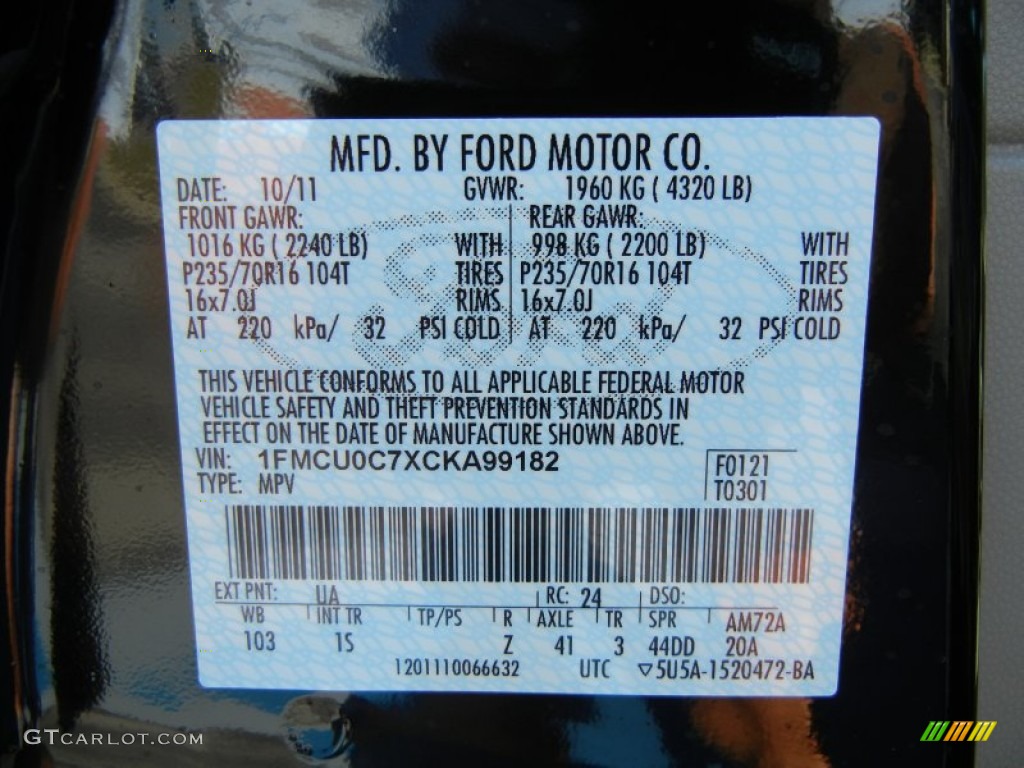 MFD. BY FORD MOTOR CO.
DATE: 10/11 GVWR: 1960 KG ( 4320 LB)
FRONT GAWR: REAR GAWR:
1016 KG ( 2240 LB) WITH 998 KG ( 2200 LB) WITH
P235/70R16 104T TIRES P235/70R16 104T TIRES
16x7.0J RIMS 16x7.0J RIMS
AT 220 kPa/ 32 PSI COLD AT 220 kPa/ 32 PSI COLD
THIS VEHICLE CONFORMS TO ALL APPLICABLE FEDERAL MOTOR
VEHICLE SAFETY AND THEFT PREVENTION STANDARDS IN
EFFECT ON THE DATE OF MANUFACTURE SHOWN ABOVE.
VIN: 1FMCU0C7XCKA99182 F0121
TYPE: MPV T0301
EXT PNT: UA RC: 24 DSO:
WB INT TR TP/PS R AXLE TR SPR AM72A
103 1S Z 41 3 44DD 20A
1201110066632 UTC ▽5U5A-1520472-BA
Ford
GTCARLOT.COM